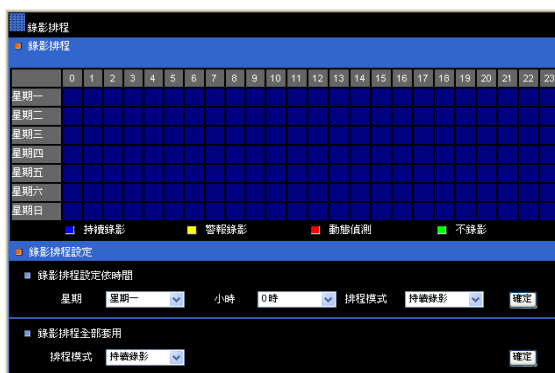 錄影排程
錄影排程
0 1 2 3 4 5 6 7 8 9 10 11 12 13 14 15 16 17 18 19 20 21 22 23
星期一
星期二
星期三
星期四
星期五
星期六
星期日
持續錄影 警報錄影 動態偵測 不錄影
錄影排程設定
錄影排程設定依時間
星期 星期一 小時 0時 排程模式 持續錄影 確定
錄影排程全部套用
排程模式 持續錄影 確定